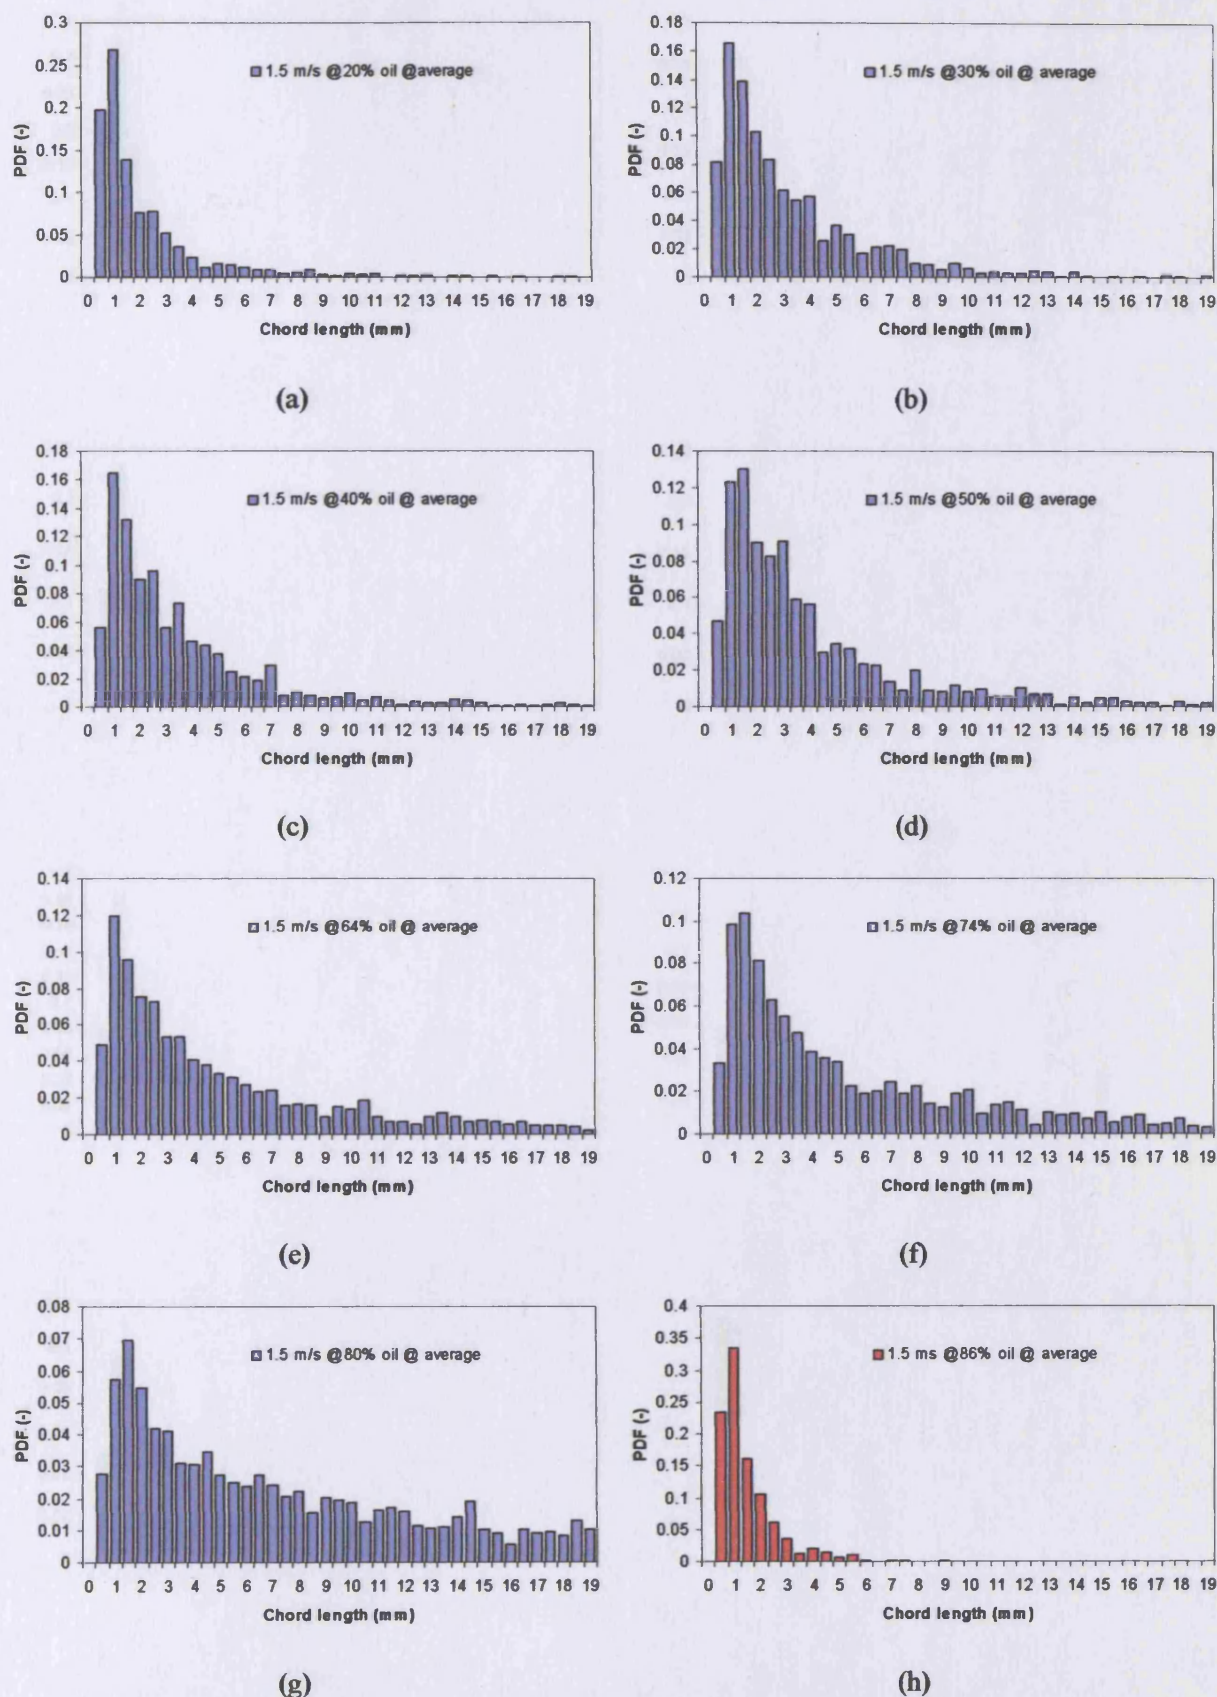 0.3
0.25
0.2
0.15
0.1
0.05
0
PDF (-)
1.5 m/s @20% oil @average
0 1 2 3 4 5 6 7 8 9 10 11 12 13 14 15 16 17 18 19
Chord length (mm)
(a)
0.18
0.16
0.14
0.12
0.10
0.08
0.06
0.04
0.02
0
PDF (-)
1.5 m/s @30% oil @ average
0 1 2 3 4 5 6 7 8 9 10 11 12 13 14 15 16 17 18 19
Chord length (mm)
(b)
0.18
0.16
0.14
0.12
0.10
0.08
0.06
0.04
0.02
0
PDF (-)
1.5 m/s @40% oil @ average
0 1 2 3 4 5 6 7 8 9 10 11 12 13 14 15 16 17 18 19
Chord length (mm)
(c)
0.14
0.12
0.1
0.08
0.06
0.04
0.02
0
PDF (-)
1.5 m/s @50% oil @ average
0 1 2 3 4 5 6 7 8 9 10 11 12 13 14 15 16 17 18 19
Chord length (mm)
(d)
0.14
0.12
0.10
0.08
0.06
0.04
0.02
0
PDF (-)
1.5 m/s @64% oil @ average
0 1 2 3 4 5 6 7 8 9 10 11 12 13 14 15 16 17 18 19
Chord length (mm)
(e)
0.12
0.1
0.08
0.06
0.04
0.02
0
PDF (-)
1.5 m/s @74% oil @ average
0 1 2 3 4 5 6 7 8 9 10 11 12 13 14 15 16 17 18 19
Chord length (mm)
(f)
0.08
0.07
0.06
0.05
0.04
0.03
0.02
0.01
0
PDF (-)
1.5 m/s @80% oil @ average
0 1 2 3 4 5 6 7 8 9 10 11 12 13 14 15 16 17 18 19
Chord length (mm)
(g)
0.4
0.35
0.3
0.25
0.2
0.15
0.1
0.05
0
PDF (-)
1.5 ms @86% oil @ average
0 1 2 3 4 5 6 7 8 9 10 11 12 13 14 15 16 17 18 19
Chord length (mm)
(h)